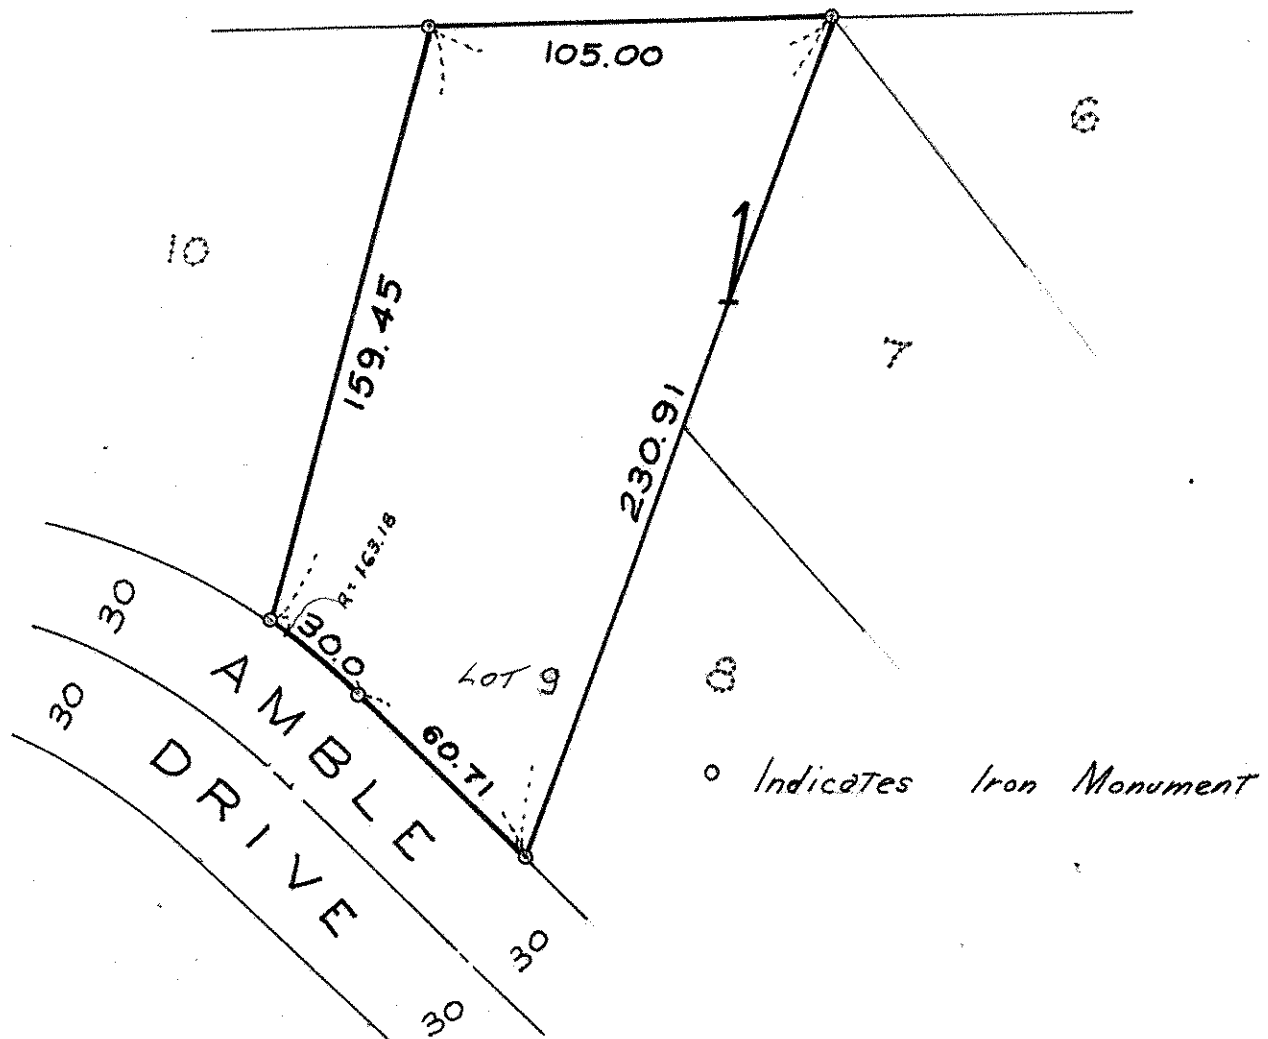 105.00
6
10
159.45
7
230.91
R=163.18
30
30.0
LOT 9
8
AMBLE
30
60.71
DRIVE
Indicates Iron Monument
30
30